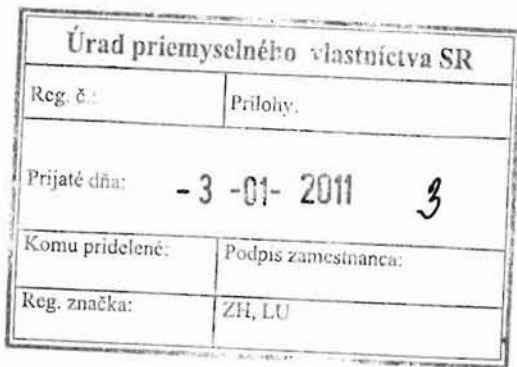 Úrad priemyselného vlastníctva SR
Reg. č.:
Prílohy:
Prijaté dňa: - 3 -01- 2011 3
Komu pridelené:
Podpis zamestnanca:
Reg. značka:
ZH, LU